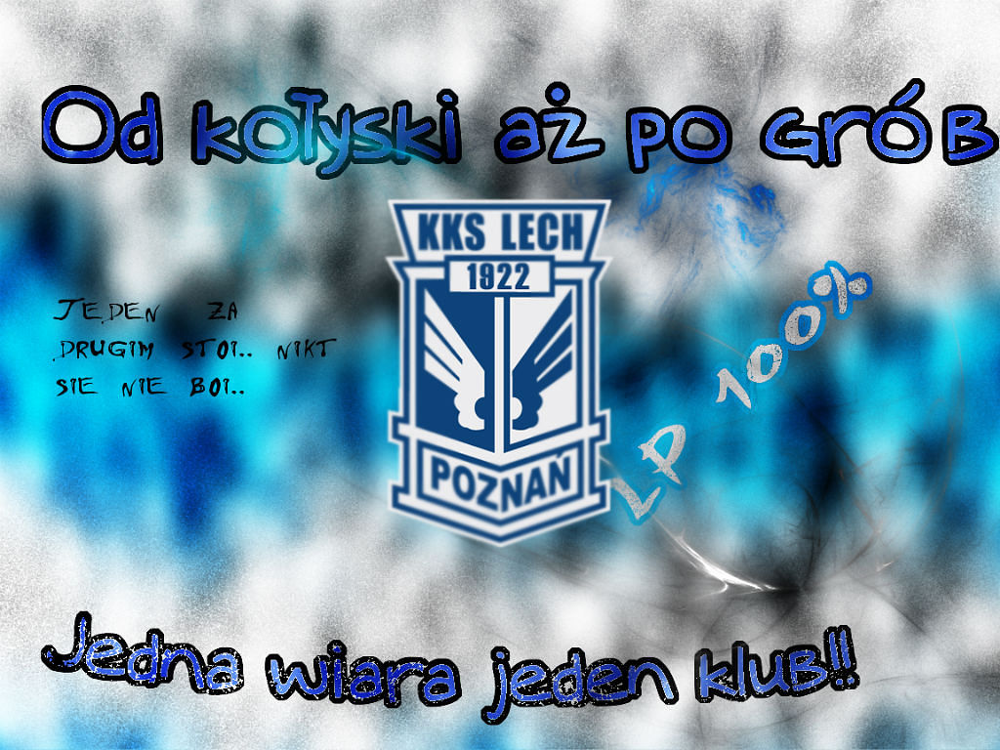 Od kołyski aż po GRÓB
KKS LECH
1922
POZNAŃ
JEDEN ZA
DRUGIM STOI.. NIKT
SIE NIE BOI..
LP 100%
Jedna wiara jeden klub!!